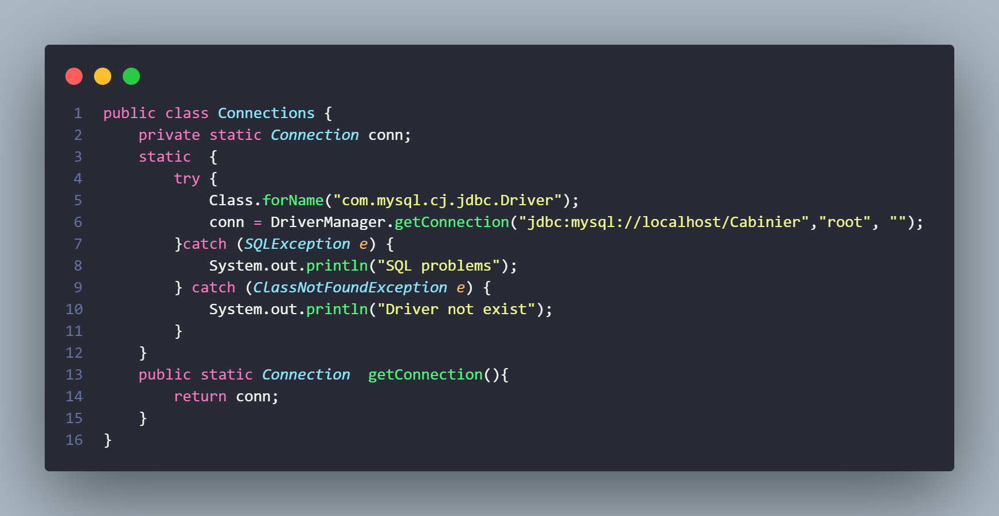 1 public class Connections {
2     private static Connection conn;
3     static  {
4         try {
5             Class.forName("com.mysql.cj.jdbc.Driver");
6             conn = DriverManager.getConnection("jdbc:mysql://localhost/Cabinier","root", "");
7         }catch (SQLException e) {
8             System.out.println("SQL problems");
9         } catch (ClassNotFoundException e) {
10             System.out.println("Driver not exist");
11         }
12     }
13     public static Connection  getConnection(){
14         return conn;
15     }
16 }